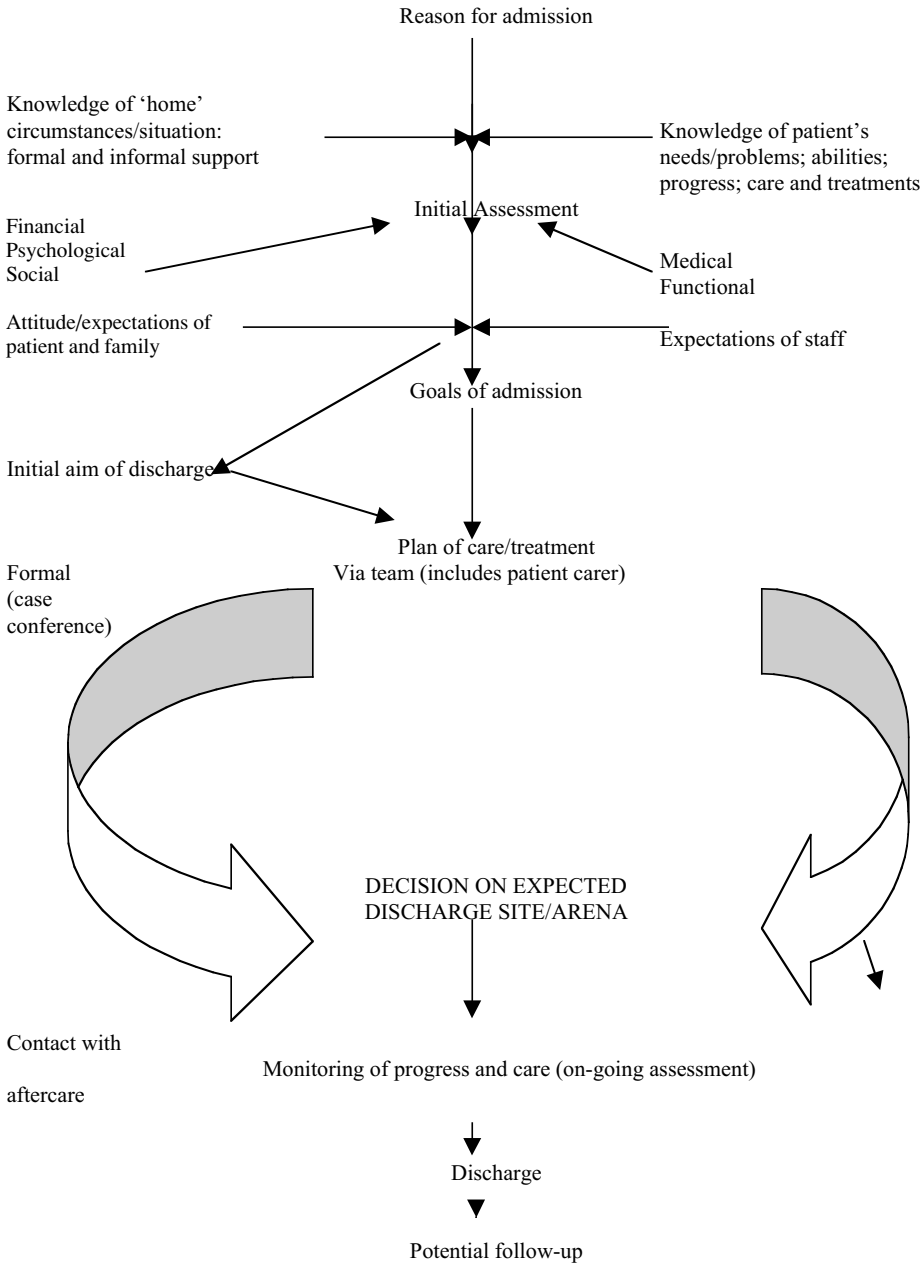 Reason for admission
Knowledge of ‘home’
circumstances/situation:
formal and informal support
Knowledge of patient’s
needs/problems; abilities;
progress; care and treatments
Initial Assessment
Financial
Psychological
Social
Medical
Functional
Attitude/expectations of
patient and family
Expectations of staff
Goals of admission
Initial aim of discharge
Plan of care/treatment
Via team (includes patient carer)
Formal
(case
conference)
DECISION ON EXPECTED
DISCHARGE SITE/ARENA
Contact with
aftercare
Monitoring of progress and care (on-going assessment)
Discharge
Potential follow-up